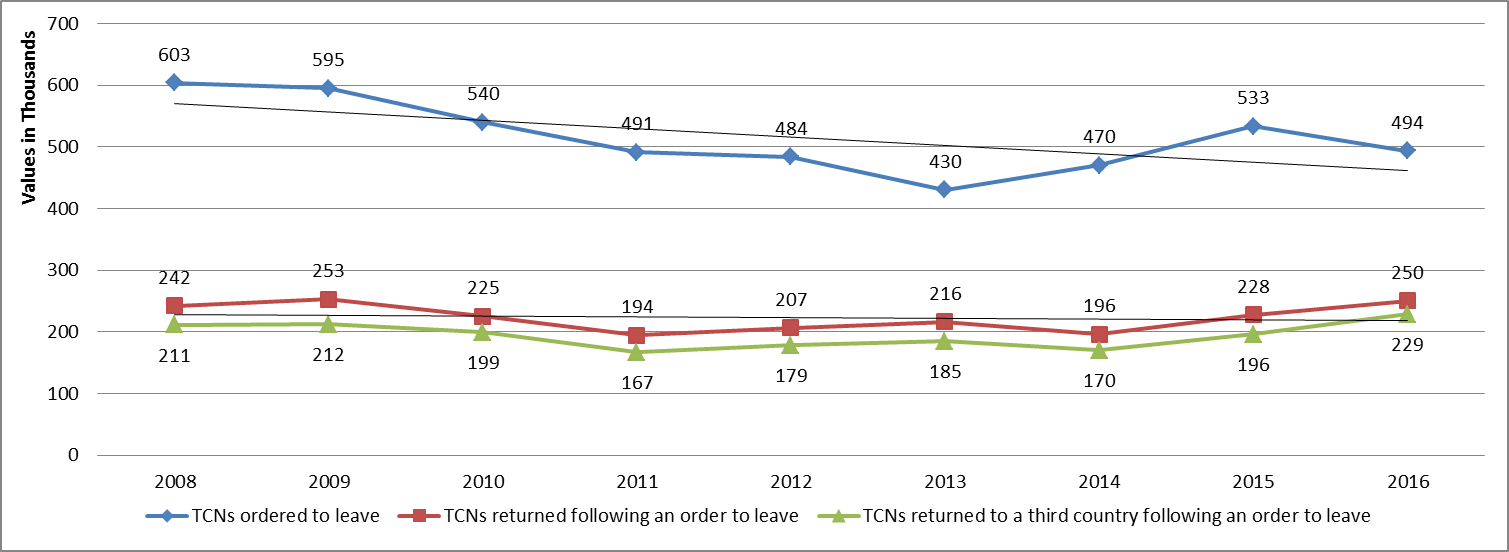 700
600
500
400
300
200
100
0
Values in Thousands
603 595 540 491 484 430 470 533 494
242 253 225 194 207 216 196 228 250
211 212 199 167 179 185 170 196 229
2008 2009 2010 2011 2012 2013 2014 2015 2016
TCNs ordered to leave TCNs returned following an order to leave TCNs returned to a third country following an order to leave